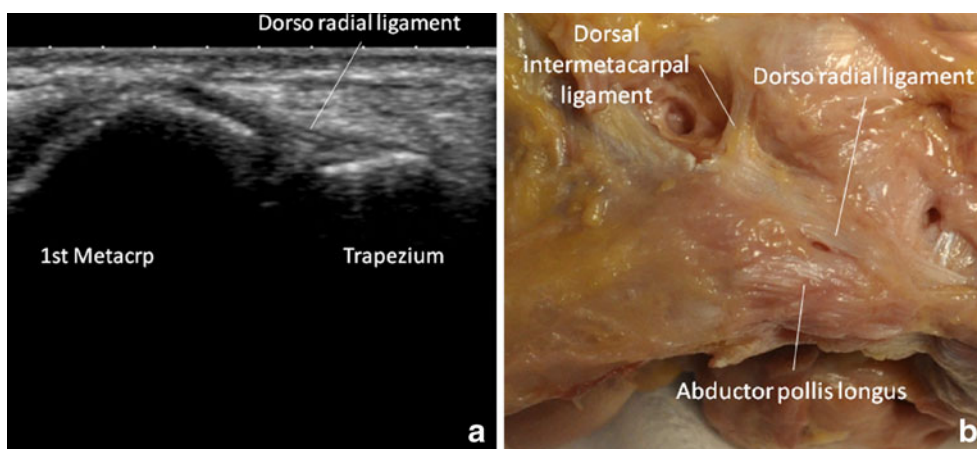 Dorso radial ligament
1st Metacrp
Trapezium
a
Dorsal
intermetacarpal
ligament
Dorso radial ligament
Abductor pollis longus
b